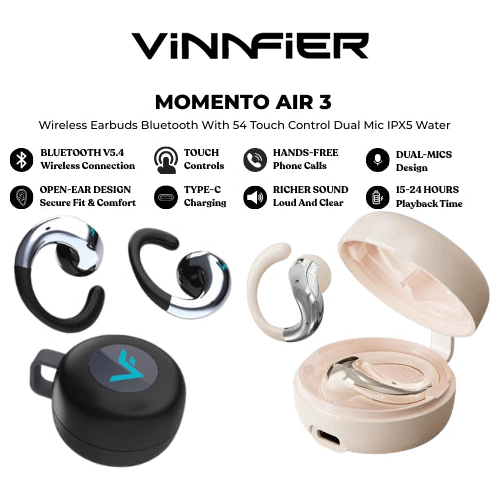 ViNNFiER
MOMENTO AIR 3
Wireless Earbuds Bluetooth With 54 Touch Control Dual Mic IPX5 Water
BLUETOOTH V5.4
Wireless Connection
TOUCH
Controls
HANDS-FREE
Phone Calls
DUAL-MICS
Design
OPEN-EAR DESIGN
Secure Fit & Comfort
TYPE-C
Charging
RICHER SOUND
Loud And Clear
15-24 HOURS
Playback Time